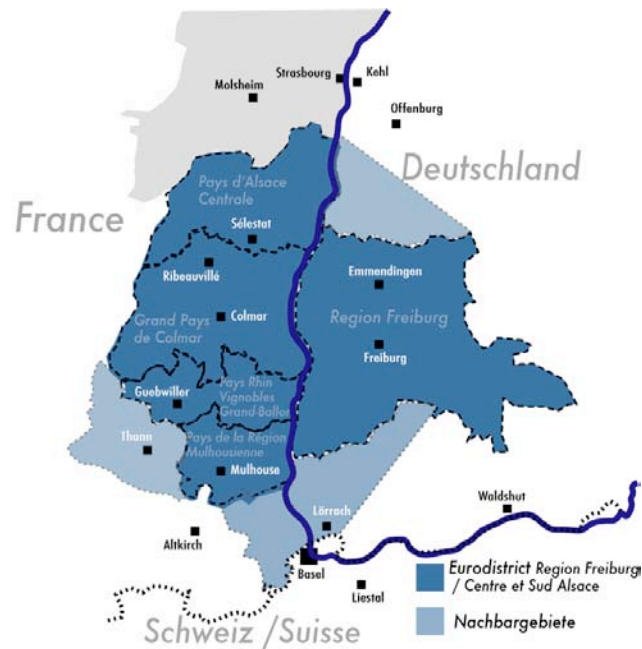 Strasbourg
Kehl
Molsheim
Offenburg
Deutschland
Pays d'Alsace
Centrale
France
Sélestat
Ribeauvillé
Emmendingen
Colmar
Region Freiburg
Grand Pays
de Colmar
Freiburg
Guebwiller
Pays Rhin
Vignobles
Grand-Ballon
Thann
Pays de la Région
Mulhousienne
Mulhouse
Lörrach
Waldshut
Altkirch
Basel
Liestal
Schweiz /Suisse
Eurodistrict Region Freiburg
/ Centre et Sud Alsace
Nachbargebiete